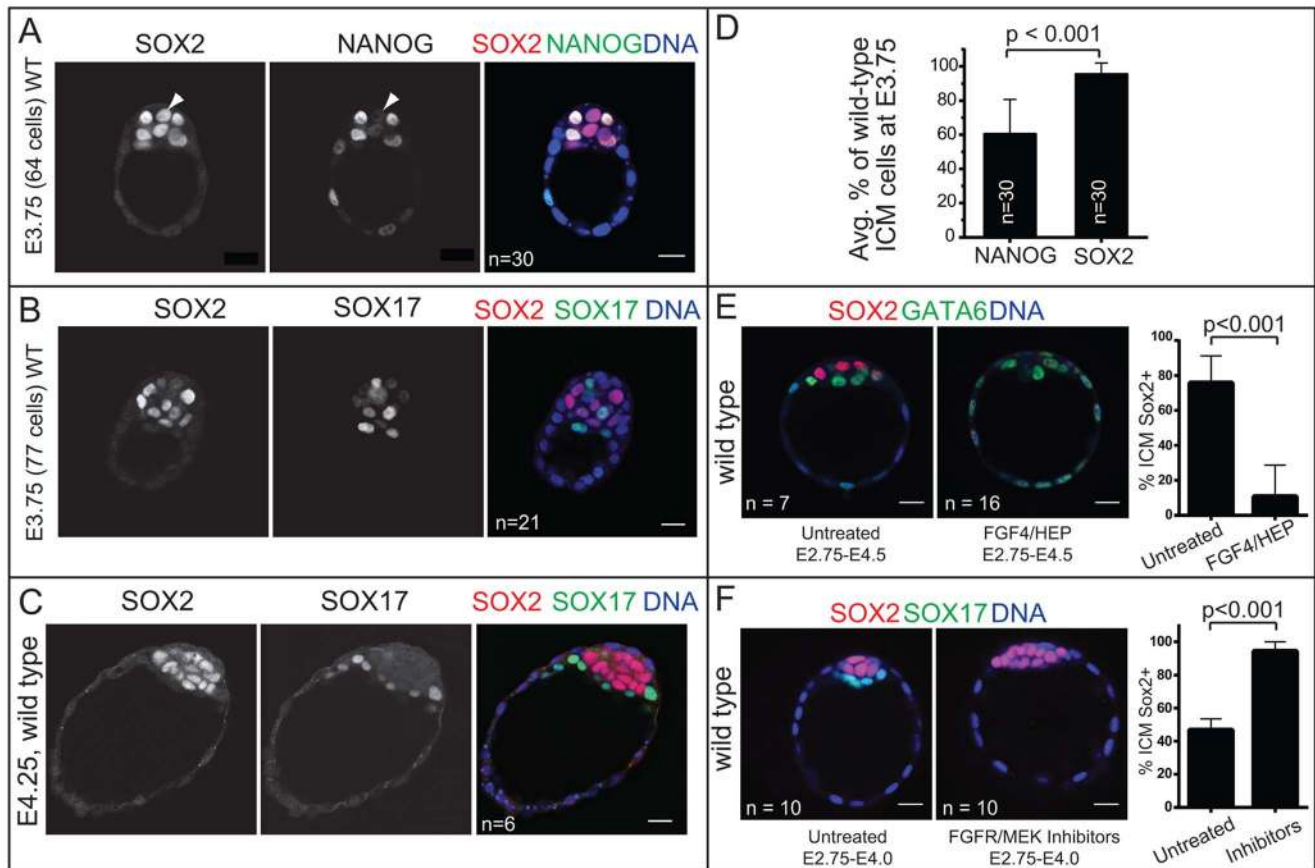 A
SOX2
NANOG
SOX2 NANOG DNA
E3.75 (64 cells) WT
n=30
B
SOX2
SOX17
SOX2 SOX17 DNA
E3.75 (77 cells) WT
n=21
C
SOX2
SOX17
SOX2 SOX17 DNA
E4.25, wild type
n=6
D
p < 0.001
Avg. % of wild-type
ICM cells at E3.75
100
80
60
40
20
0
n=30
n=30
NANOG
SOX2
E
SOX2 GATA6 DNA
wild type
n = 7
n = 16
Untreated
E2.75-E4.5
FGF4/HEP
E2.75-E4.5
p<0.001
% ICM Sox2+
80
60
40
20
0
Untreated
FGF4/HEP
F
SOX2 SOX17 DNA
wild type
n = 10
n = 10
Untreated
E2.75-E4.0
FGFR/MEK Inhibitors
E2.75-E4.0
p<0.001
% ICM Sox2+
100
80
60
40
20
0
Untreated
Inhibitors